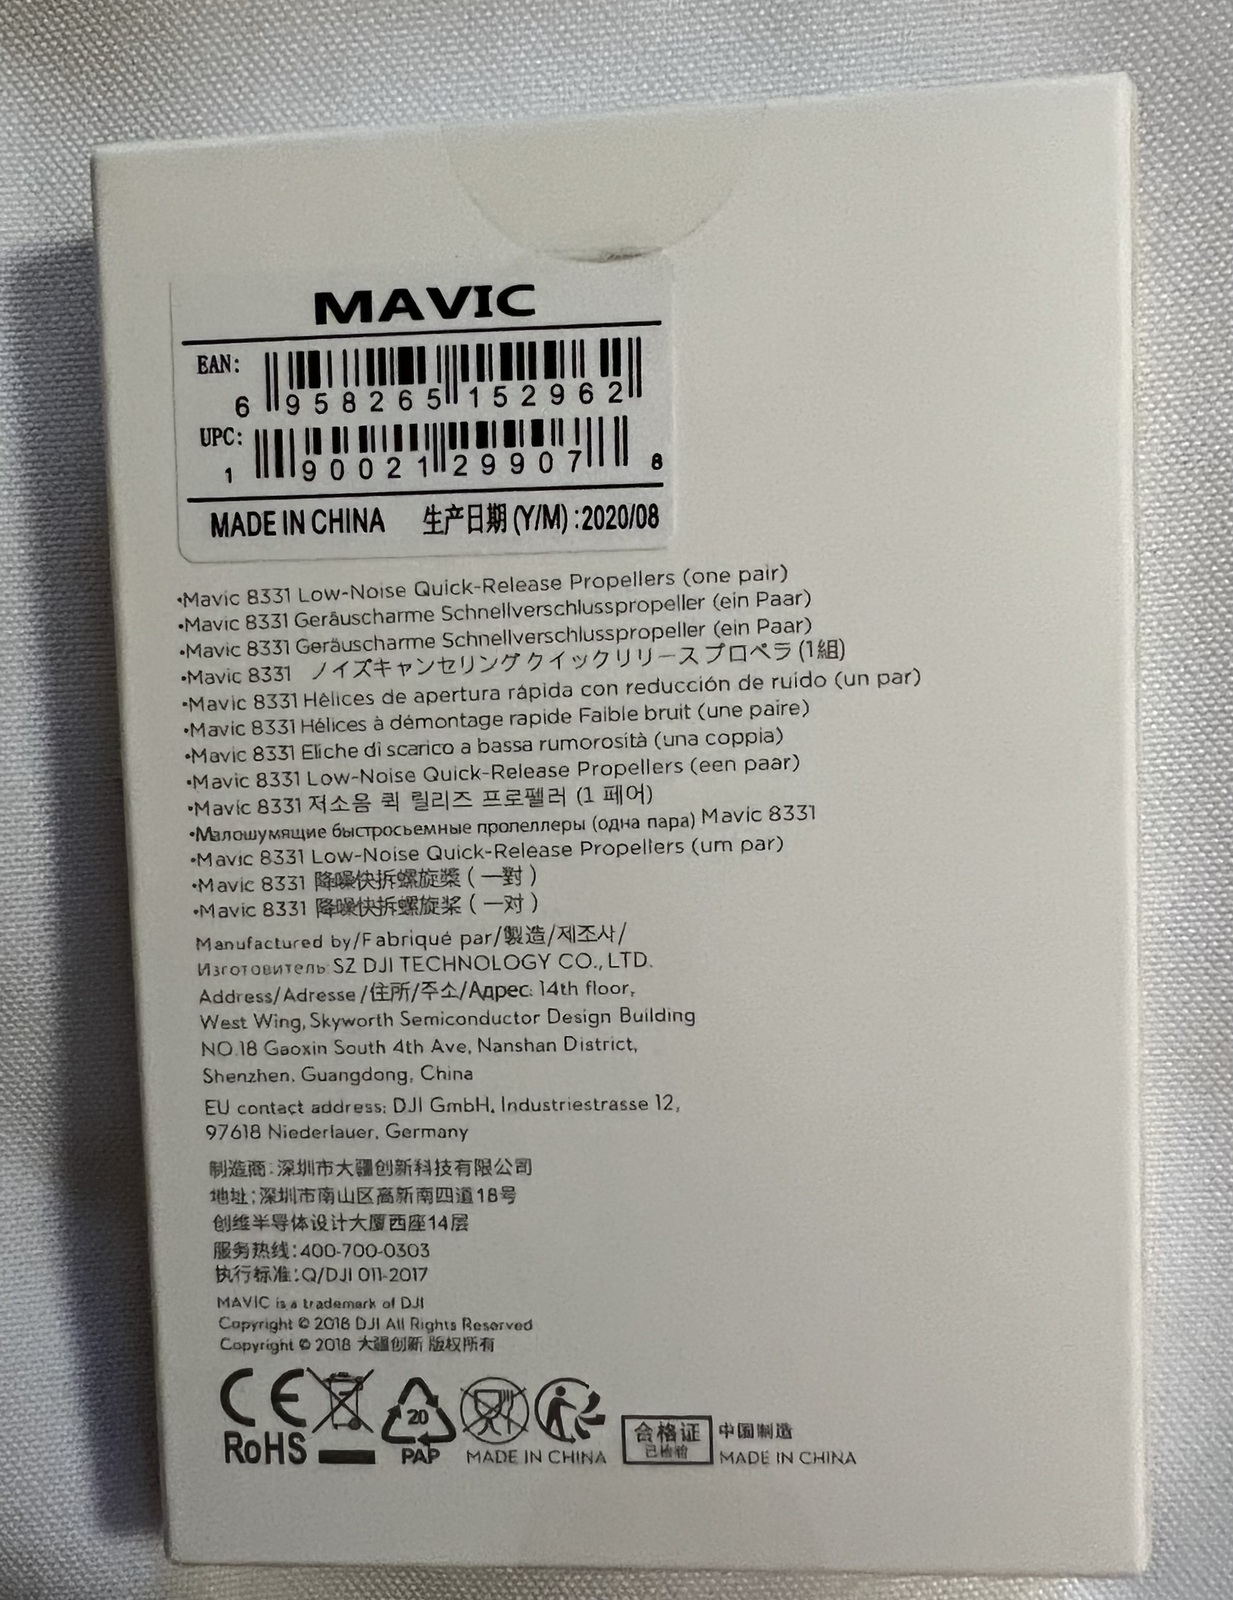 MAVIC
EAN:
6 958265 152962
UPC:
1 90021 29907 8
MADE IN CHINA 生产日期 (Y/M) :2020/08
•Mavic 8331 Low-Noise Quick-Release Propellers (one pair)
•Mavic 8331 Geräuscharme Schnellverschlusspropeller (ein Paar)
•Mavic 8331 Geräuscharme Schnellverschlusspropeller (ein Paar)
•Mavic 8331 ノイズキャンセリング クイックリリース プロペラ (1組)
•Mavic 8331 Hélices de apertura rápida con reducción de ruido (un par)
•Mavic 8331 Hélices à démontage rapide Faible bruit (une paire)
•Mavic 8331 Eliche di scarico a bassa rumorosità (una coppia)
•Mavic 8331 Low-Noise Quick-Release Propellers (een paar)
•Mavic 8331 저소음 퀵 릴리즈 프로펠러 (1 페어)
•Малошумящие быстросъемные пропеллеры (одна пара) Mavic 8331
•Mavic 8331 Low-Noise Quick-Release Propellers (um par)
•Mavic 8331 降噪快拆螺旋槳 ( 一對 )
•Mavic 8331 降噪快拆螺旋桨 ( 一对 )
Manufactured by/Fabriqué par/製造/제조사/
Изготовитель: SZ DJI TECHNOLOGY CO., LTD.
Address/Adresse/住所/주소/Адрес: 14th floor,
West Wing, Skyworth Semiconductor Design Building
NO.18 Gaoxin South 4th Ave, Nanshan District,
Shenzhen, Guangdong, China
EU contact address: DJI GmbH, Industriestrasse 12,
97618 Niederlauer, Germany
制造商:深圳市大疆创新科技有限公司
地址:深圳市南山区高新南四道18号
创维半导体设计大厦西座14层
服务热线:400-700-0303
执行标准:Q/DJI 011-2017
MAVIC is a trademark of DJI
Copyright © 2018 DJI All Rights Reserved
Copyright © 2018 大疆创新 版权所有
CE
RoHS
20
PAP
MADE IN CHINA
合格证
已检验
中国制造
MADE IN CHINA